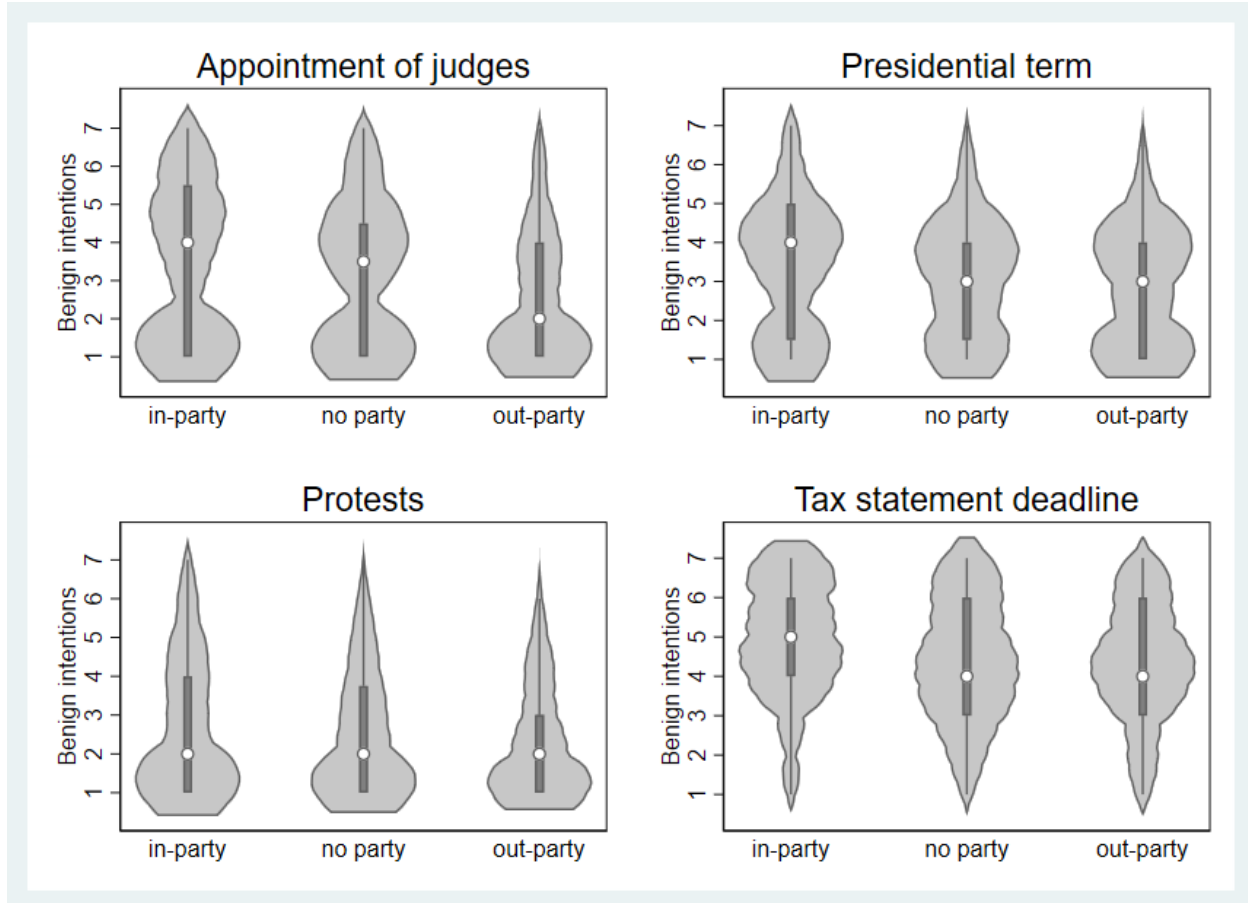 Appointment of judges
Benign intentions
7
6
5
4
3
2
1
in-party no party out-party
Presidential term
Benign intentions
7
6
5
4
3
2
1
in-party no party out-party
Protests
Benign intentions
7
6
5
4
3
2
1
in-party no party out-party
Tax statement deadline
Benign intentions
7
6
5
4
3
2
1
in-party no party out-party